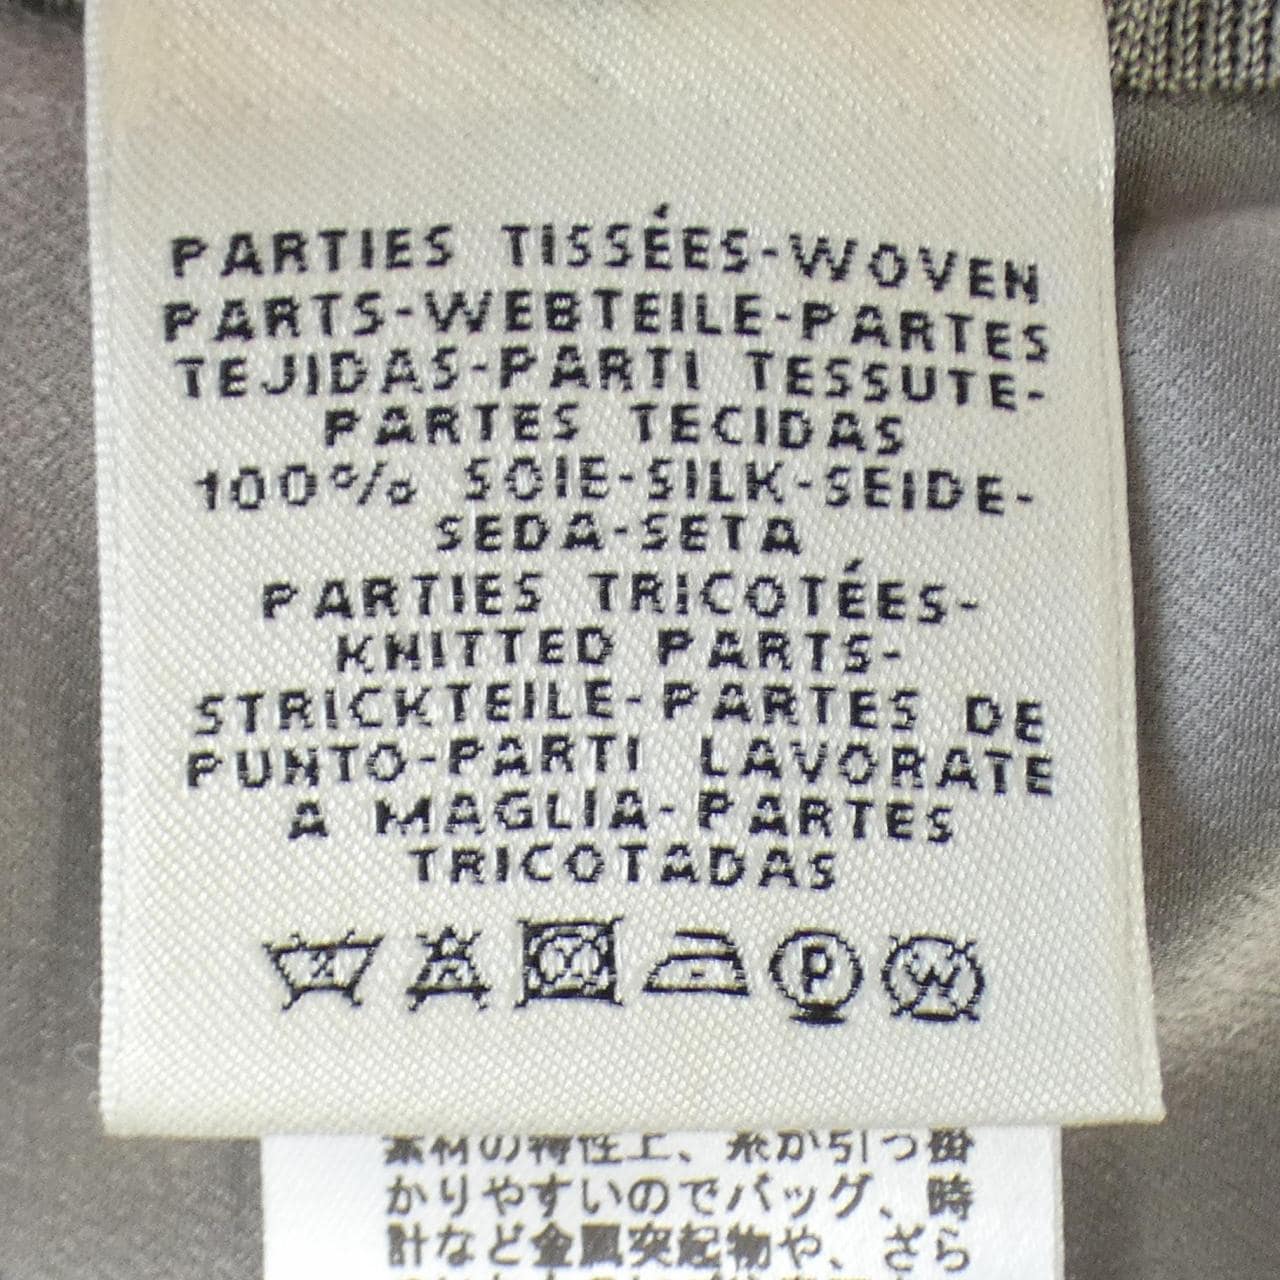 PARTIES TISSÉES-WOVEN
PARTS-WEBTEILE-PARTES
TEJIDAS-PARTI TESSUTE-
PARTES TECIDAS
100% SOIE-SILK-SEIDE-
SEDA-SETA
PARTIES TRICOTÉES-
KNITTED PARTS-
STRICKTEILE-PARTES DE
PUNTO-PARTI LAVORATE
A MAGLIA-PARTES
TRICOTADAS
P W
素材の特性上、糸が引っ掛
かりやすいのでバッグ、時
計など金属突起物や、ざら